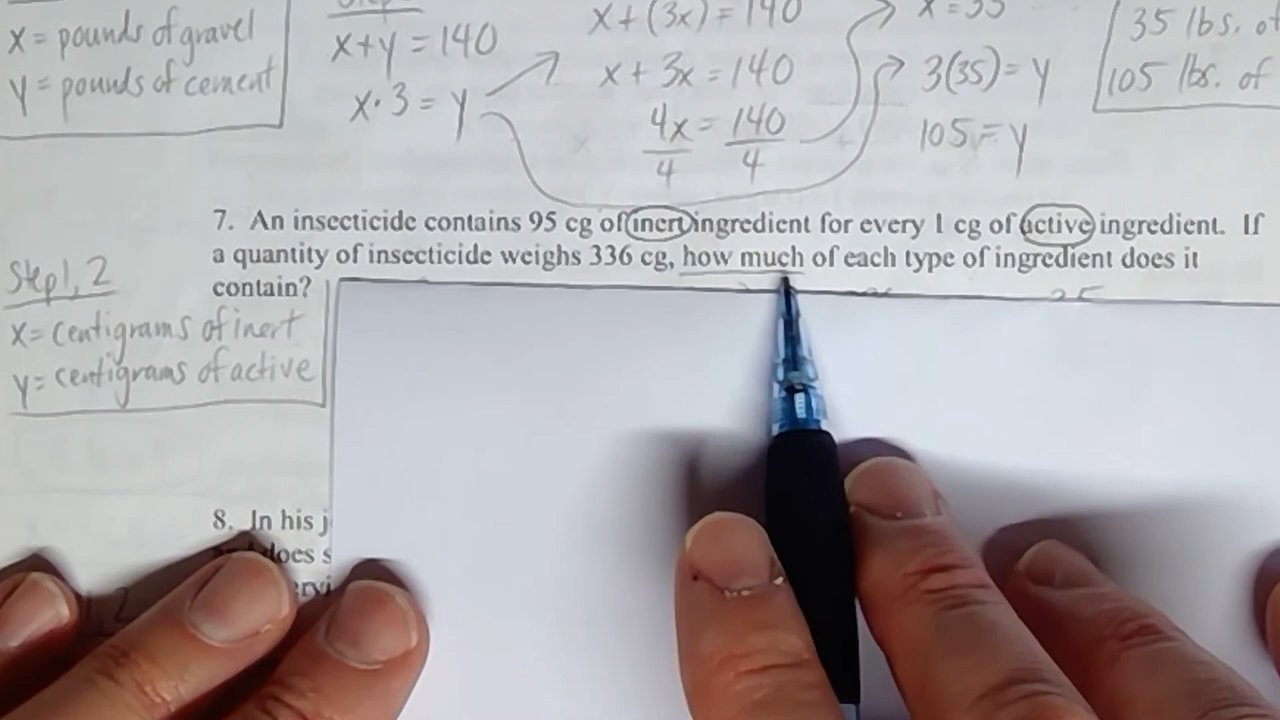 x = pounds of gravel
y = pounds of cement
x+y = 140
x·3 = y
x+(3x) = 140
x + 3x = 140
4x = 140
4 4
x = 35
3(35) = y
105 = y
35 lbs. of
105 lbs. of
7. An insecticide contains 95 cg of inert ingredient for every 1 cg of active ingredient. If
a quantity of insecticide weighs 336 cg, how much of each type of ingredient does it
contain?
Step 1, 2
x = centigrams of inert
y = centigrams of active
8. In his j
does s